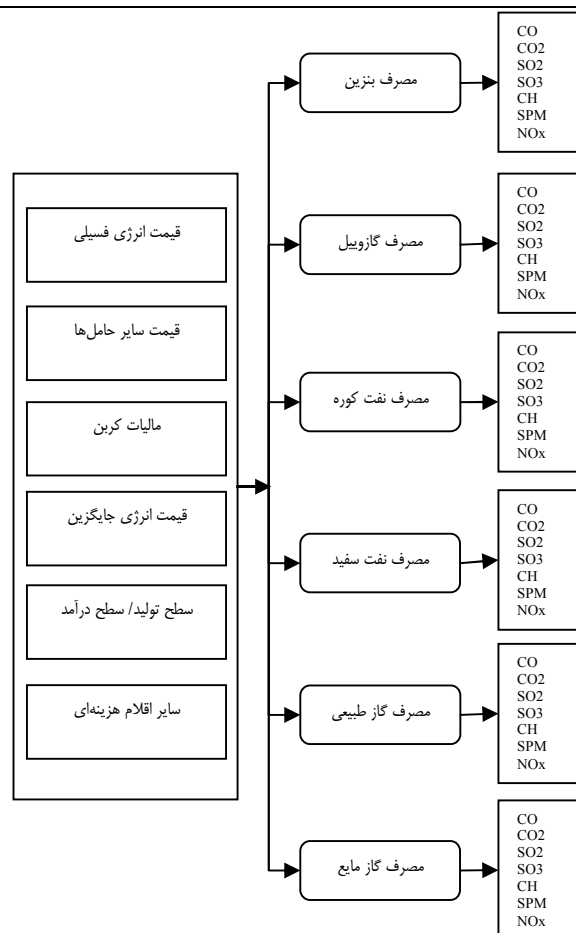 قیمت انرژی فسیلی
قیمت سایر حامل‌ها
مالیات کربن
قیمت انرژی جایگزین
سطح تولید/ سطح درآمد
سایر اقلام هزینه‌ای
مصرف بنزین
CO
CO2
SO2
SO3
CH
SPM
NOx
مصرف گازوییل
CO
CO2
SO2
SO3
CH
SPM
NOx
مصرف نفت کوره
CO
CO2
SO2
SO3
CH
SPM
NOx
مصرف نفت سفید
CO
CO2
SO2
SO3
CH
SPM
NOx
مصرف گاز طبیعی
CO
CO2
SO2
SO3
CH
SPM
NOx
مصرف گاز مایع
CO
CO2
SO2
SO3
CH
SPM
NOx